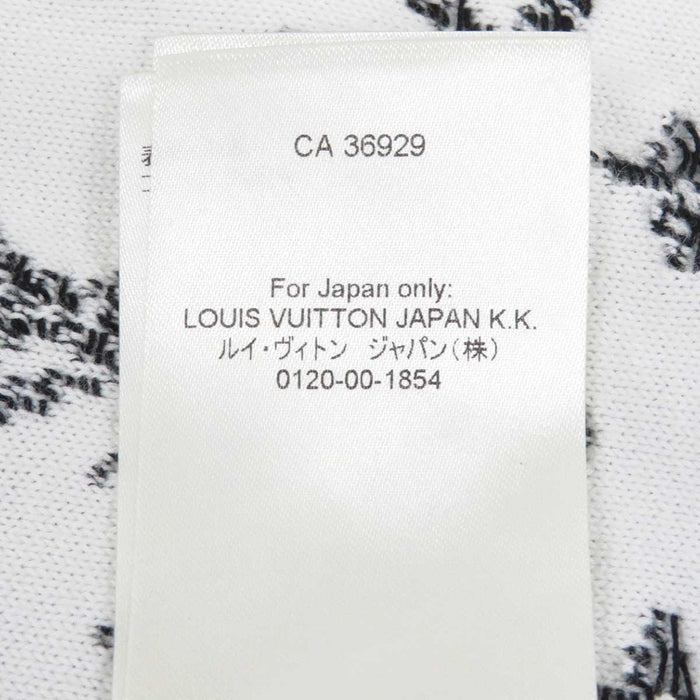 CA 36929
For Japan only:
LOUIS VUITTON JAPAN K.K.
ルイ・ヴィトン ジャパン(株)
0120-00-1854